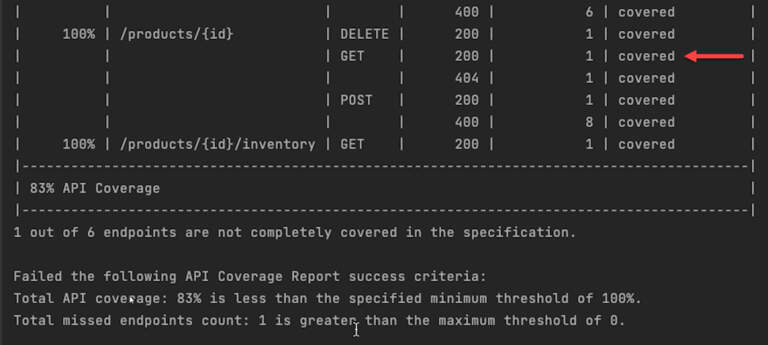 |          |                          |        | 400 | 6 | covered |
| 100% | /products/{id} | DELETE | 200 | 1 | covered |
| | | GET | 200 | 1 | covered |
| | | | 404 | 1 | covered |
| | | POST | 200 | 1 | covered |
| | | | 400 | 8 | covered |
| 100% | /products/{id}/inventory | GET | 200 | 1 | covered |
|---------------------------------------------------------------------------------|
| 83% API Coverage |
|---------------------------------------------------------------------------------|
1 out of 6 endpoints are not completely covered in the specification.
Failed the following API Coverage Report success criteria:
Total API coverage: 83% is less than the specified minimum threshold of 100%.
Total missed endpoints count: 1 is greater than the maximum threshold of 0.